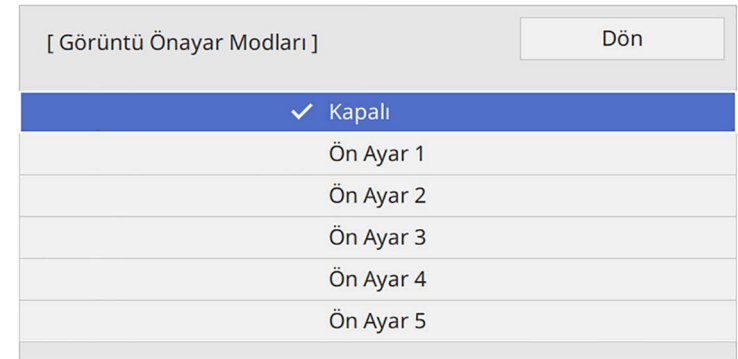 [ Görüntü Önayar Modları ]
Dön
Kapalı
Ön Ayar 1
Ön Ayar 2
Ön Ayar 3
Ön Ayar 4
Ön Ayar 5